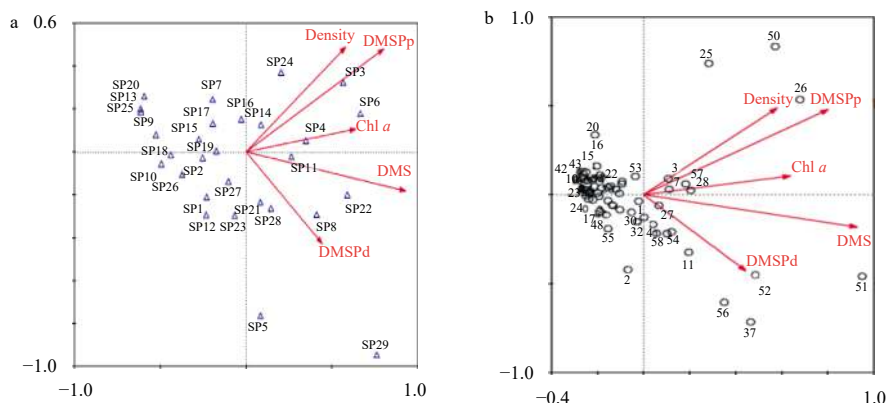 a
0.6
Density
DMSPp
SP24
SP3
SP20
SP13
SP25
SP9
SP7
SP17
SP16
SP14
SP6
Chl a
SP15
SP4
SP18
SP19
SP11
DMS
SP10
SP2
SP26
SP27
SP22
SP1
SP21
SP12
SP23
SP28
SP8
DMSPd
SP5
SP29
−1.0
−1.0
1.0
b
1.0
50
25
26
Density
DMSPp
20
16
15
53
3
57
Chl a
42
43
22
7
28
23
24
17
48
55
1
27
30
32
4
58
54
DMS
11
DMSPd
2
52
51
56
37
−1.0
−0.4
1.0